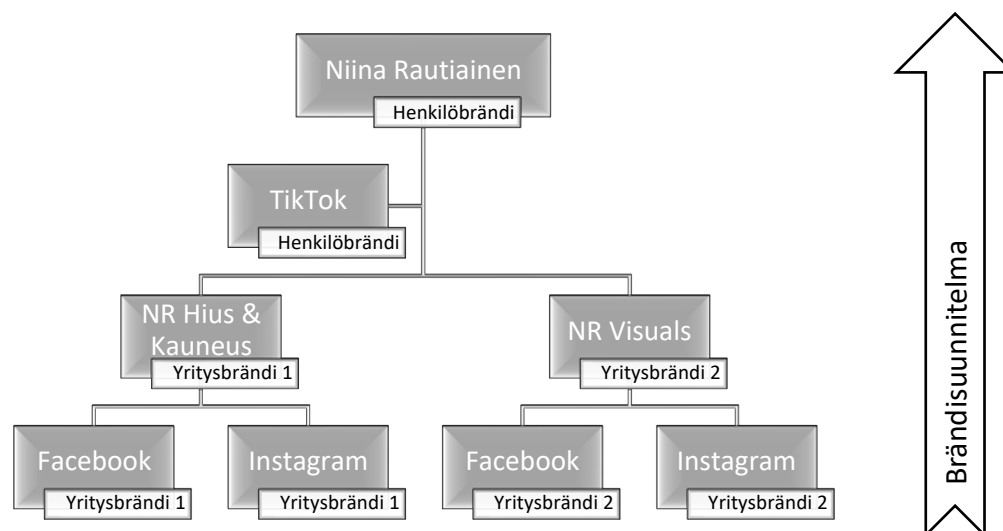 Niina Rautiainen
Henkilöbrändi
TikTok
Henkilöbrändi
NR Hius &
Kauneus
Yritysbrändi 1
NR Visuals
Yritysbrändi 2
Facebook
Yritysbrändi 1
Instagram
Yritysbrändi 1
Facebook
Yritysbrändi 2
Instagram
Yritysbrändi 2
Brändisuunnitelma